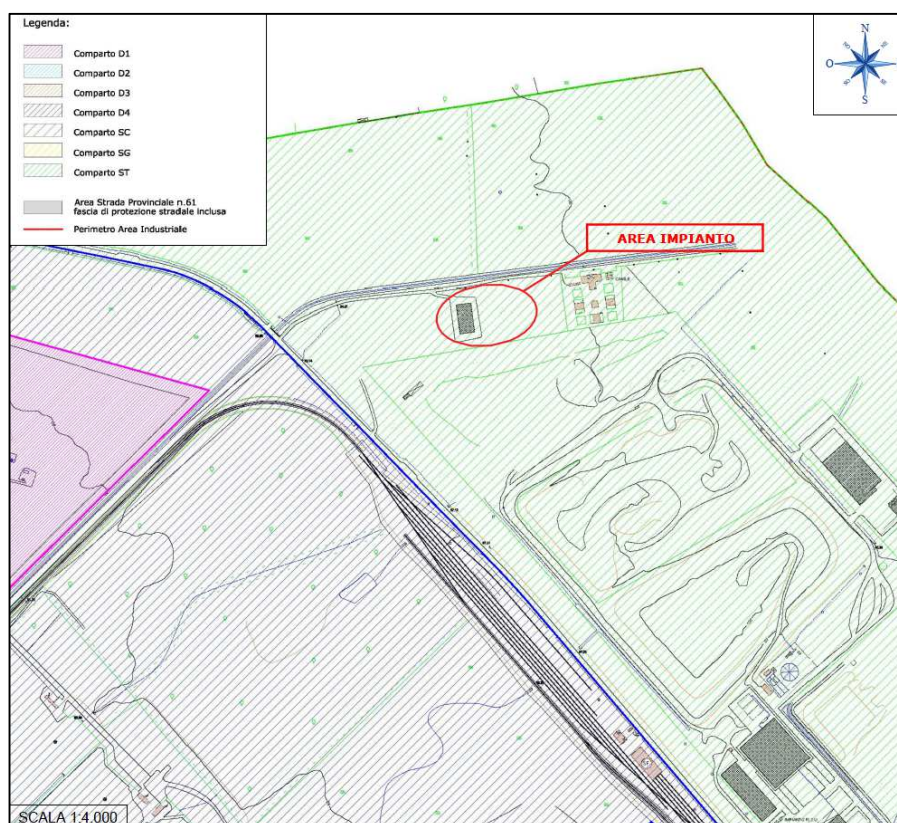 Legenda:
Comparto D1
Comparto D2
Comparto D3
Comparto D4
Comparto SC
Comparto SG
Comparto ST
Area Strada Provinciale n.61
fascia di protezione stradale inclusa
Perimetro Area Industriale
N
O
E
S
AREA IMPIANTO
CANILE
SCALA 1:4.000